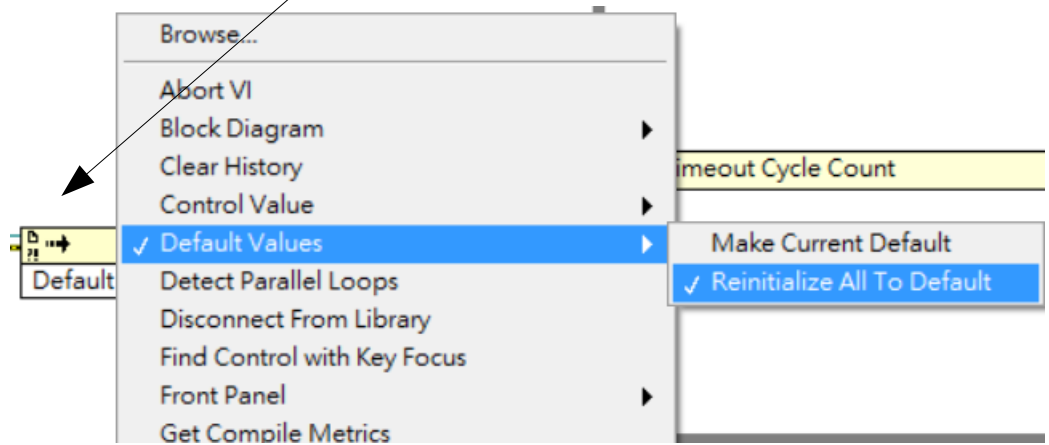 Browse...
Abort VI
Block Diagram
Clear History
imeout Cycle Count
Control Value
Default Values
Make Current Default
Default
Detect Parallel Loops
Reinitialize All To Default
Disconnect From Library
Find Control with Key Focus
Front Panel
Get Compile Metrics